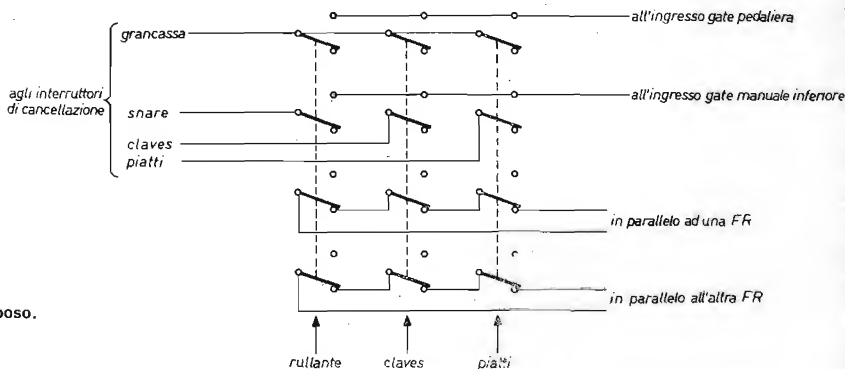 all'ingresso gate pedaliera
grancassa
agli interruttori
di cancellazione
all'ingresso gate manuale inferiore
snare
claves
piatti
in parallelo ad una FR
in parallelo all'altra FR
poso.
rullante claves piatti